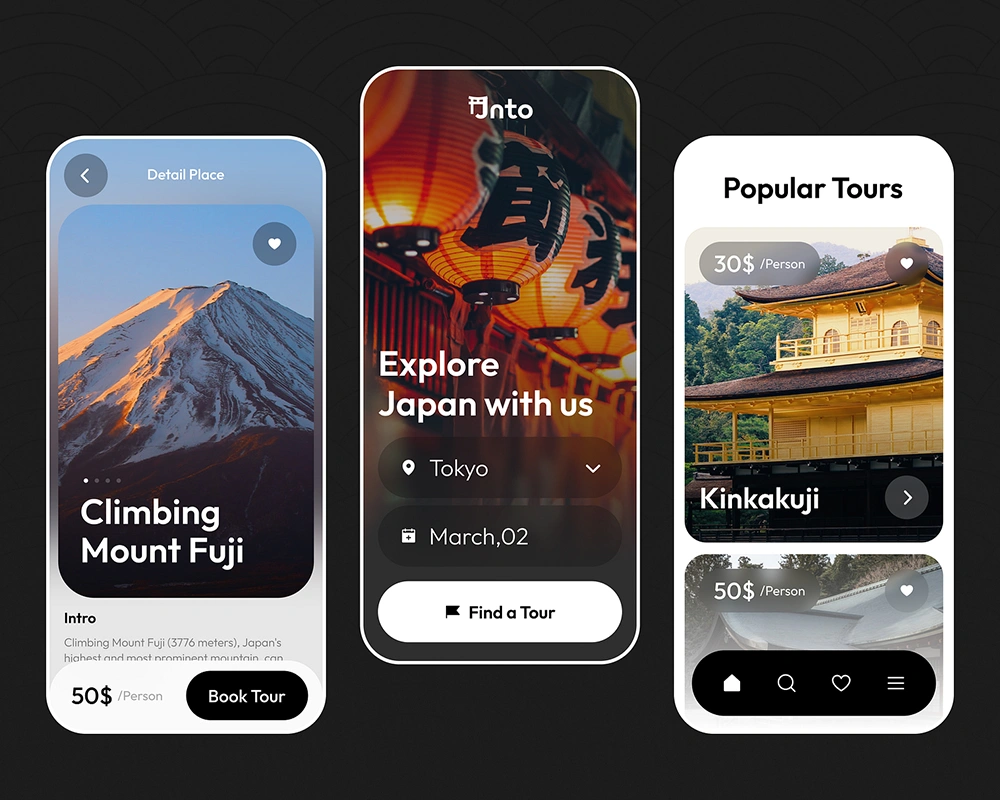 Detail Place
Climbing
Mount Fuji
Intro
Climbing Mount Fuji (3776 meters), Japan's
highest and most prominent mountain, can
50$ /Person
Book Tour
Jnto
Explore
Japan with us
Tokyo
March,02
Find a Tour
Popular Tours
30$ /Person
Kinkakuji
50$ /Person